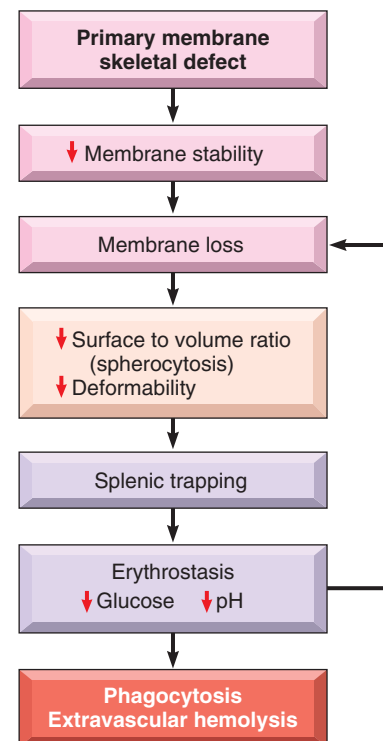 Primary membrane
skeletal defect
Membrane stability
Membrane loss
Surface to volume ratio
(spherocytosis)
Deformability
Splenic trapping
Erythrostasis
Glucose pH
Phagocytosis
Extravascular hemolysis